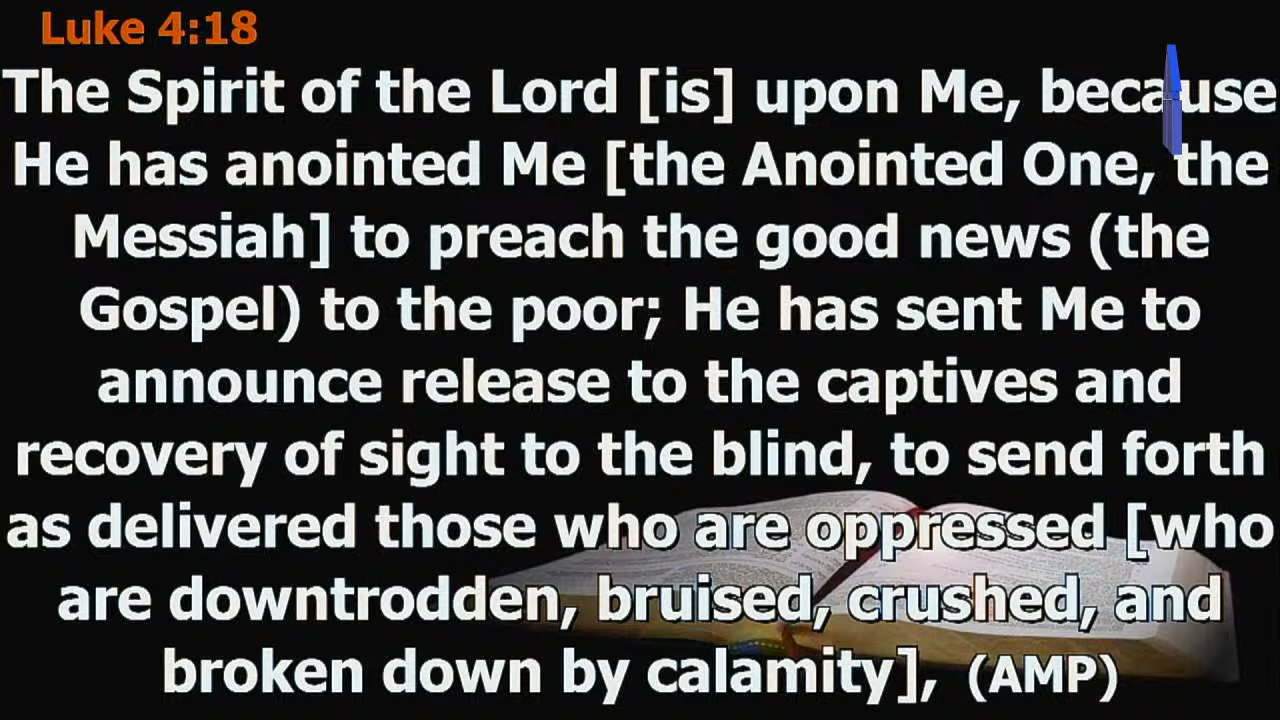 Luke 4:18
The Spirit of the Lord [is] upon Me, because
He has anointed Me [the Anointed One, the
Messiah] to preach the good news (the
Gospel) to the poor; He has sent Me to
announce release to the captives and
recovery of sight to the blind, to send forth
as delivered those who are oppressed [who
are downtrodden, bruised, crushed, and
broken down by calamity], (AMP)